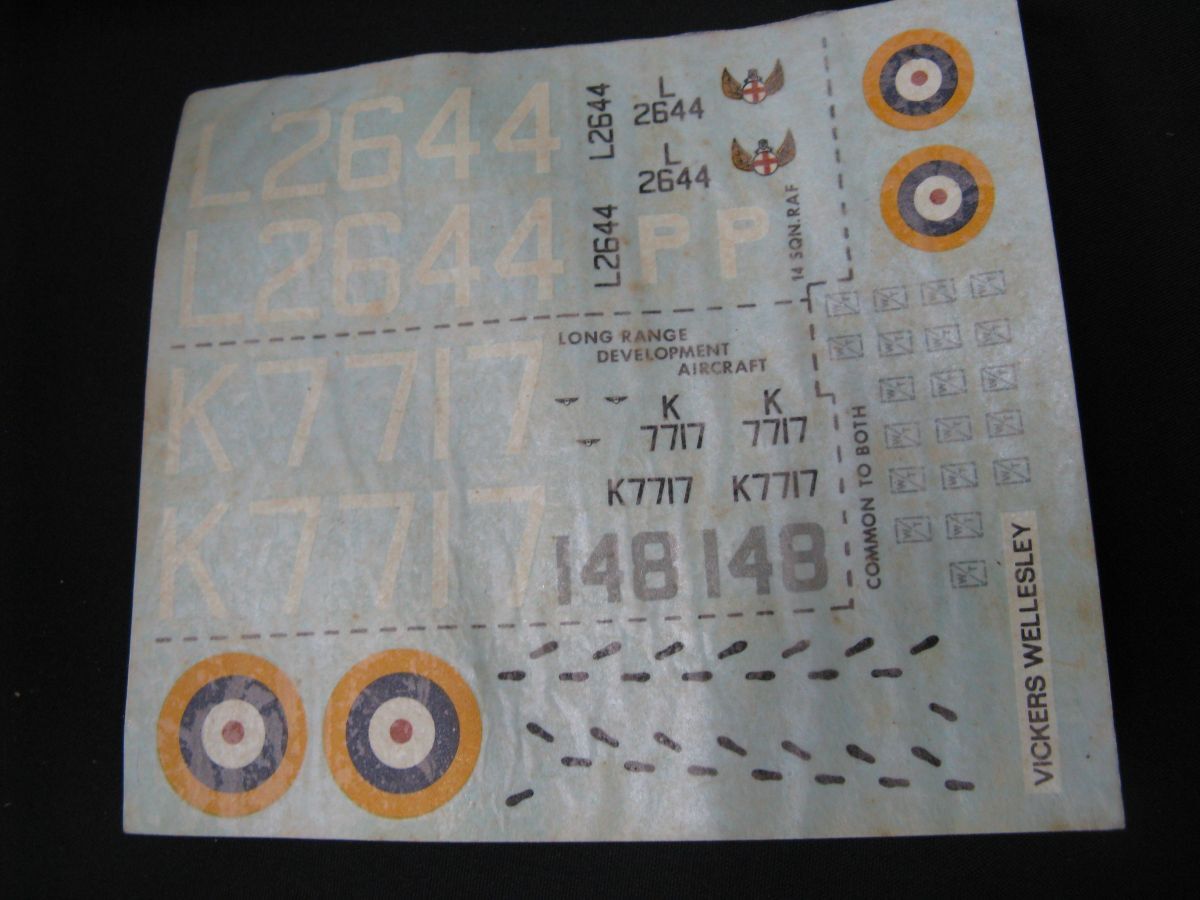 L2644
L2644
L2644
L2644
L
2644
L
2644
P P
14 SQN. RAF
K7717
K7717
LONG RANGE
DEVELOPMENT
AIRCRAFT
K
7717
K
7717
K7717 K7717
148 148
COMMON TO BOTH
W/T W/T W/T W/T
W/T W/T W/T W/T
W/T W/T W/T
W/T W/T W/T
W/T W/T W/T
W/T W/T
W/T
VICKERS WELLESLEY